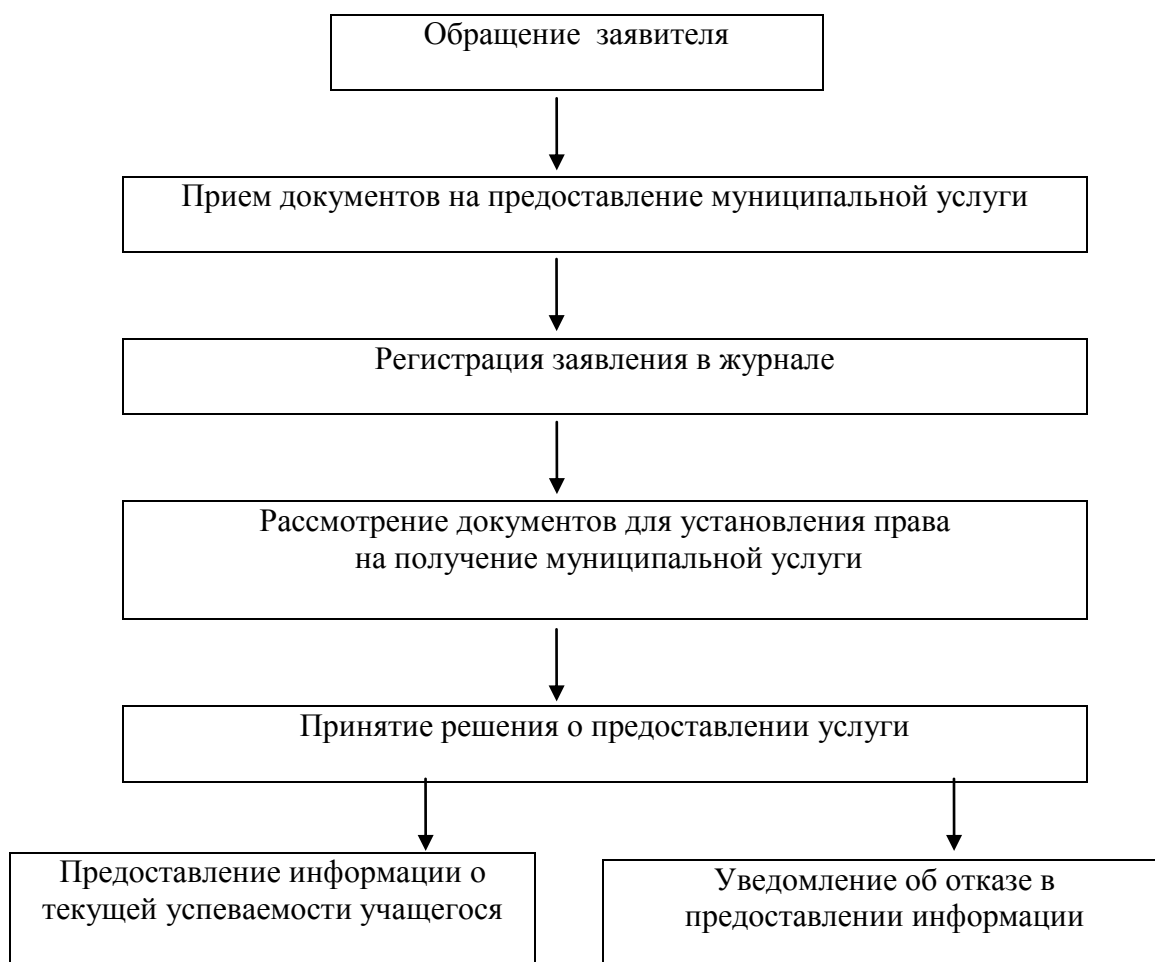 Обращение заявителя
Прием документов на предоставление муниципальной услуги
Регистрация заявления в журнале
Рассмотрение документов для установления права
на получение муниципальной услуги
Принятие решения о предоставлении услуги
Предоставление информации о
текущей успеваемости учащегося
Уведомление об отказе в
предоставлении информации